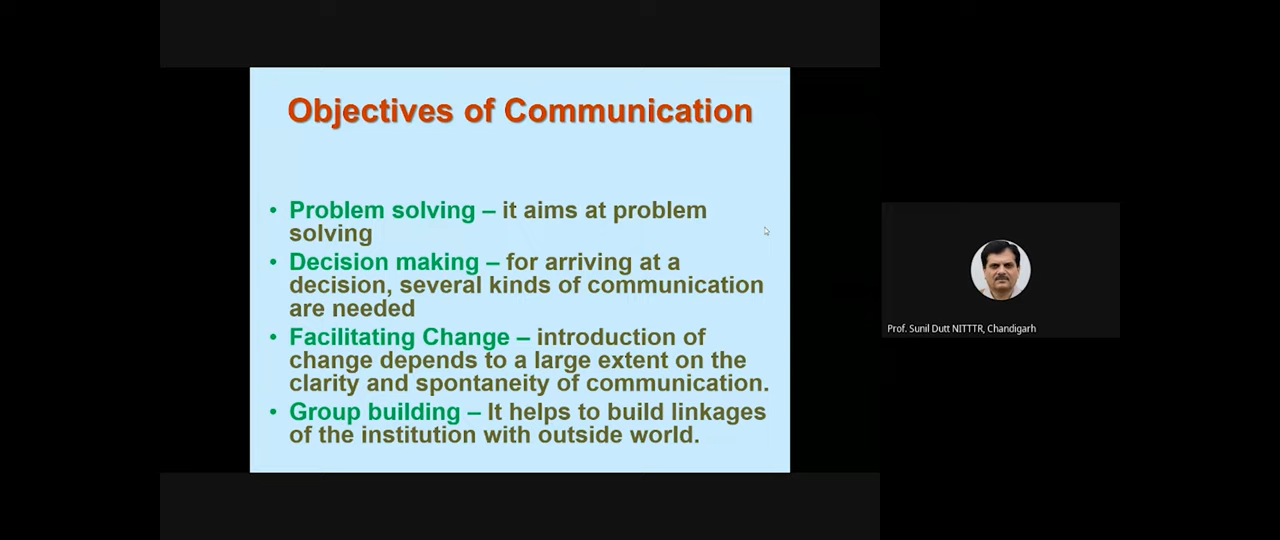 Objectives of Communication
• Problem solving – it aims at problem
solving
• Decision making – for arriving at a
decision, several kinds of communication
are needed
• Facilitating Change – introduction of
change depends to a large extent on the
clarity and spontaneity of communication.
• Group building – It helps to build linkages
of the institution with outside world.
Prof. Sunil Dutt NITTTR, Chandigarh